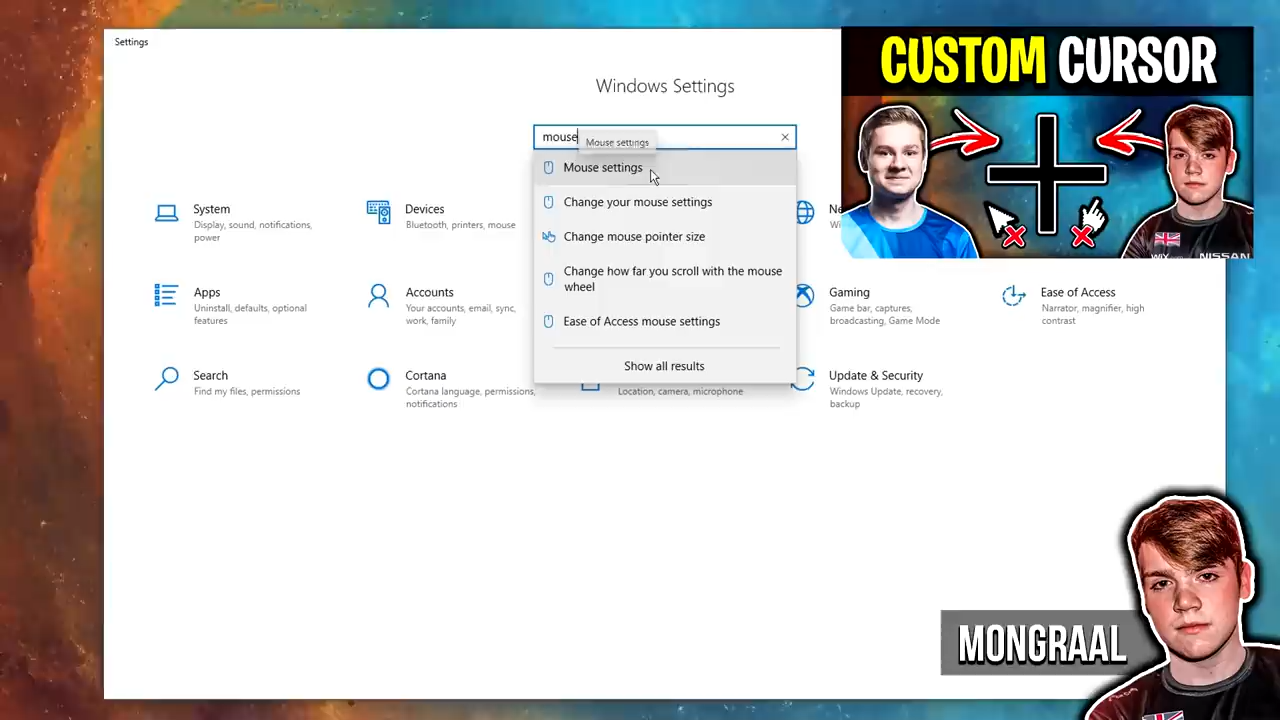 Settings
CUSTOM CURSOR
Windows Settings
mouse
Mouse settings
Mouse settings
Change your mouse settings
Change mouse pointer size
Change how far you scroll with the mouse
wheel
Ease of Access mouse settings
Show all results
System
Display, sound, notifications,
power
Devices
Bluetooth, printers, mouse
Apps
Uninstall, defaults, optional
features
Accounts
Your accounts, email, sync,
work, family
Gaming
Game bar, captures,
broadcasting, Game Mode
Ease of Access
Narrator, magnifier, high
contrast
Search
Find my files, permissions
Cortana
Cortana language, permissions,
notifications
Location, camera, microphone
Update & Security
Windows Update, recovery,
backup
NISSAN
MONGRAAL